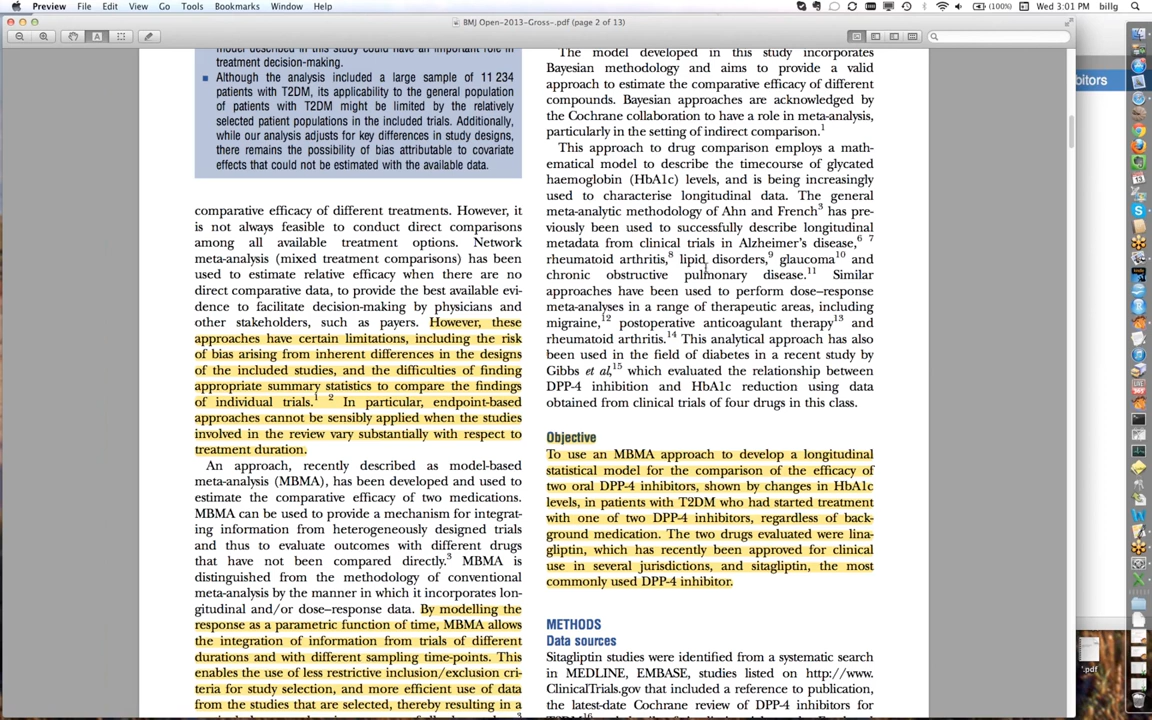 Preview File Edit View Go Tools Bookmarks Window Help
(100%) Wed 3:01 PM billg
BMJ Open-2013-Gross-.pdf (page 2 of 13)
bitors
model described in this study could have an important role in
treatment decision-making.
Although the analysis included a large sample of 11 234
patients with T2DM, its applicability to the general population
of patients with T2DM might be limited by the relatively
selected patient populations in the included trials. Additionally,
while our analysis adjusts for key differences in study designs,
there remains the possibility of bias attributable to covariate
effects that could not be estimated with the available data.
comparative efficacy of different treatments. However, it
is not always feasible to conduct direct comparisons
among all available treatment options. Network
meta-analysis (mixed treatment comparisons) has been
used to estimate relative efficacy when there are no
direct comparative data, to provide the best available evi-
dence to facilitate decision-making by physicians and
other stakeholders, such as payers. However, these
approaches have certain limitations, including the risk
of bias arising from inherent differences in the designs
of the included studies, and the difficulties of finding
appropriate summary statistics to compare the findings
of individual trials.1 2 In particular, endpoint-based
approaches cannot be sensibly applied when the studies
involved in the review vary substantially with respect to
treatment duration.
An approach, recently described as model-based
meta-analysis (MBMA), has been developed and used to
estimate the comparative efficacy of two medications.
MBMA can be used to provide a mechanism for integrat-
ing information from heterogeneously designed trials
and thus to evaluate outcomes with different drugs
that have not been compared directly.3 MBMA is
distinguished from the methodology of conventional
meta-analysis by the manner in which it incorporates lon-
gitudinal and/or dose–response data. By modelling the
response as a parametric function of time, MBMA allows
the integration of information from trials of different
durations and with different sampling time-points. This
enables the use of less restrictive inclusion/exclusion cri-
teria for study selection, and more efficient use of data
from the studies that are selected, thereby resulting in a
The model developed in this study incorporates
Bayesian methodology and aims to provide a valid
approach to estimate the comparative efficacy of different
compounds. Bayesian approaches are acknowledged by
the Cochrane collaboration to have a role in meta-analysis,
particularly in the setting of indirect comparison.1
This approach to drug comparison employs a math-
ematical model to describe the timecourse of glycated
haemoglobin (HbA1c) levels, and is being increasingly
used to characterise longitudinal data. The general
meta-analytic methodology of Ahn and French3 has pre-
viously been used to successfully describe longitudinal
metadata from clinical trials in Alzheimer's disease,6 7
rheumatoid arthritis,8 lipid disorders,9 glaucoma10 and
chronic obstructive pulmonary disease.11 Similar
approaches have been used to perform dose–response
meta-analyses in a range of therapeutic areas, including
migraine,12 postoperative anticoagulant therapy13 and
rheumatoid arthritis.14 This analytical approach has also
been used in the field of diabetes in a recent study by
Gibbs et al,15 which evaluated the relationship between
DPP-4 inhibition and HbA1c reduction using data
obtained from clinical trials of four drugs in this class.
Objective
To use an MBMA approach to develop a longitudinal
statistical model for the comparison of the efficacy of
two oral DPP-4 inhibitors, shown by changes in HbA1c
levels, in patients with T2DM who had started treatment
with one of two DPP-4 inhibitors, regardless of back-
ground medication. The two drugs evaluated were lina-
gliptin, which has recently been approved for clinical
use in several jurisdictions, and sitagliptin, the most
commonly used DPP-4 inhibitor.
METHODS
Data sources
Sitagliptin studies were identified from a systematic search
in MEDLINE, EMBASE, studies listed on http://www.
ClinicalTrials.gov that included a reference to publication,
the latest-date Cochrane review of DPP-4 inhibitors for
'.pdf